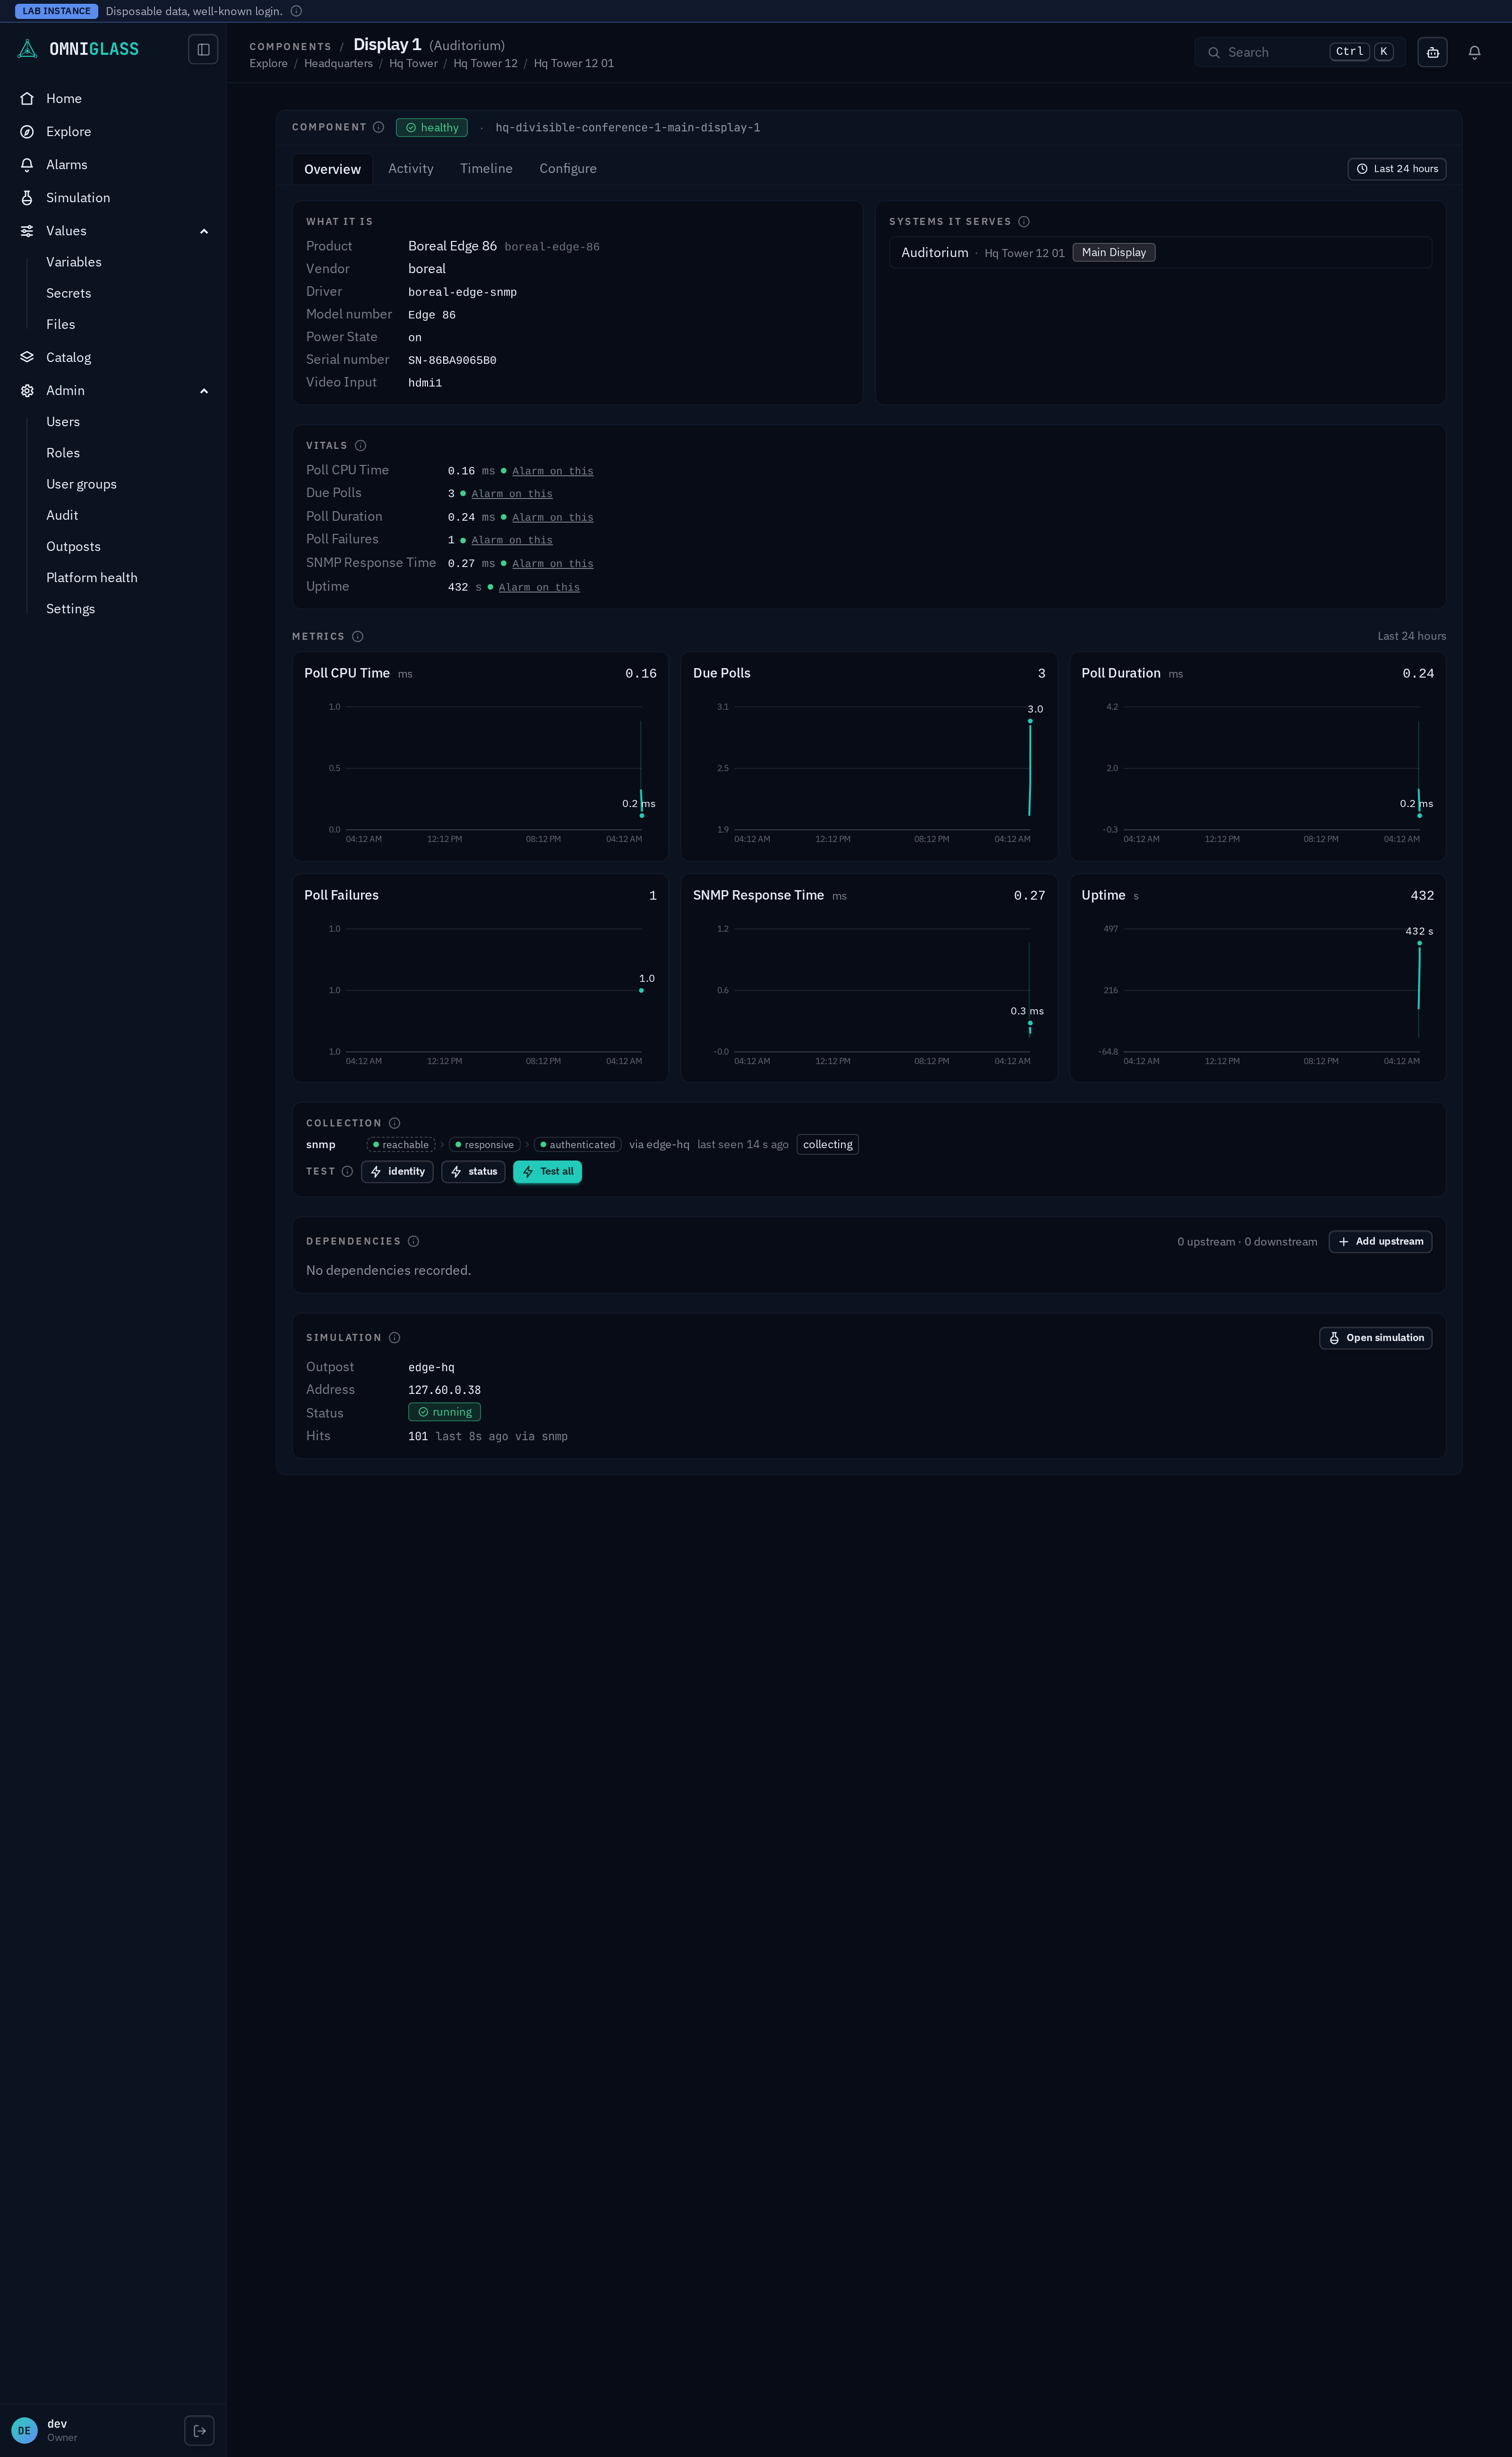 LAB INSTANCE Disposable data, well-known login.
OMNIGLASS
COMPONENTS / Display 1 (Auditorium)
Explore / Headquarters / Hq Tower / Hq Tower 12 / Hq Tower 12 01
Search Ctrl K
Home
Explore
Alarms
Simulation
Values
Variables
Secrets
Files
Catalog
Admin
Users
Roles
User groups
Audit
Outposts
Platform health
Settings
COMPONENT healthy · hq-divisible-conference-1-main-display-1
Overview Activity Timeline Configure Last 24 hours
WHAT IT IS
Product Boreal Edge 86 boreal-edge-86
Vendor boreal
Driver boreal-edge-snmp
Model number Edge 86
Power State on
Serial number SN-86BA9065B0
Video Input hdmi1
SYSTEMS IT SERVES
Auditorium · Hq Tower 12 01 Main Display
VITALS
Poll CPU Time 0.16 ms Alarm on this
Due Polls 3 Alarm on this
Poll Duration 0.24 ms Alarm on this
Poll Failures 1 Alarm on this
SNMP Response Time 0.27 ms Alarm on this
Uptime 432 s Alarm on this
METRICS Last 24 hours
Poll CPU Time ms 0.16
1.0
0.5
0.2 ms
0.0
04:12 AM 12:12 PM 08:12 PM 04:12 AM
Due Polls 3
3.1
3.0
2.5
1.9
04:12 AM 12:12 PM 08:12 PM 04:12 AM
Poll Duration ms 0.24
4.2
2.0
0.2 ms
-0.3
04:12 AM 12:12 PM 08:12 PM 04:12 AM
Poll Failures 1
1.0
1.0
1.0
1.0
04:12 AM 12:12 PM 08:12 PM 04:12 AM
SNMP Response Time ms 0.27
1.2
0.6
0.3 ms
-0.0
04:12 AM 12:12 PM 08:12 PM 04:12 AM
Uptime s 432
497
432 s
216
-64.8
04:12 AM 12:12 PM 08:12 PM 04:12 AM
COLLECTION
snmp reachable › responsive › authenticated via edge-hq last seen 14 s ago collecting
TEST identity status Test all
DEPENDENCIES 0 upstream · 0 downstream Add upstream
No dependencies recorded.
SIMULATION Open simulation
Outpost edge-hq
Address 127.60.0.38
Status running
Hits 101 last 8s ago via snmp
DE dev
Owner